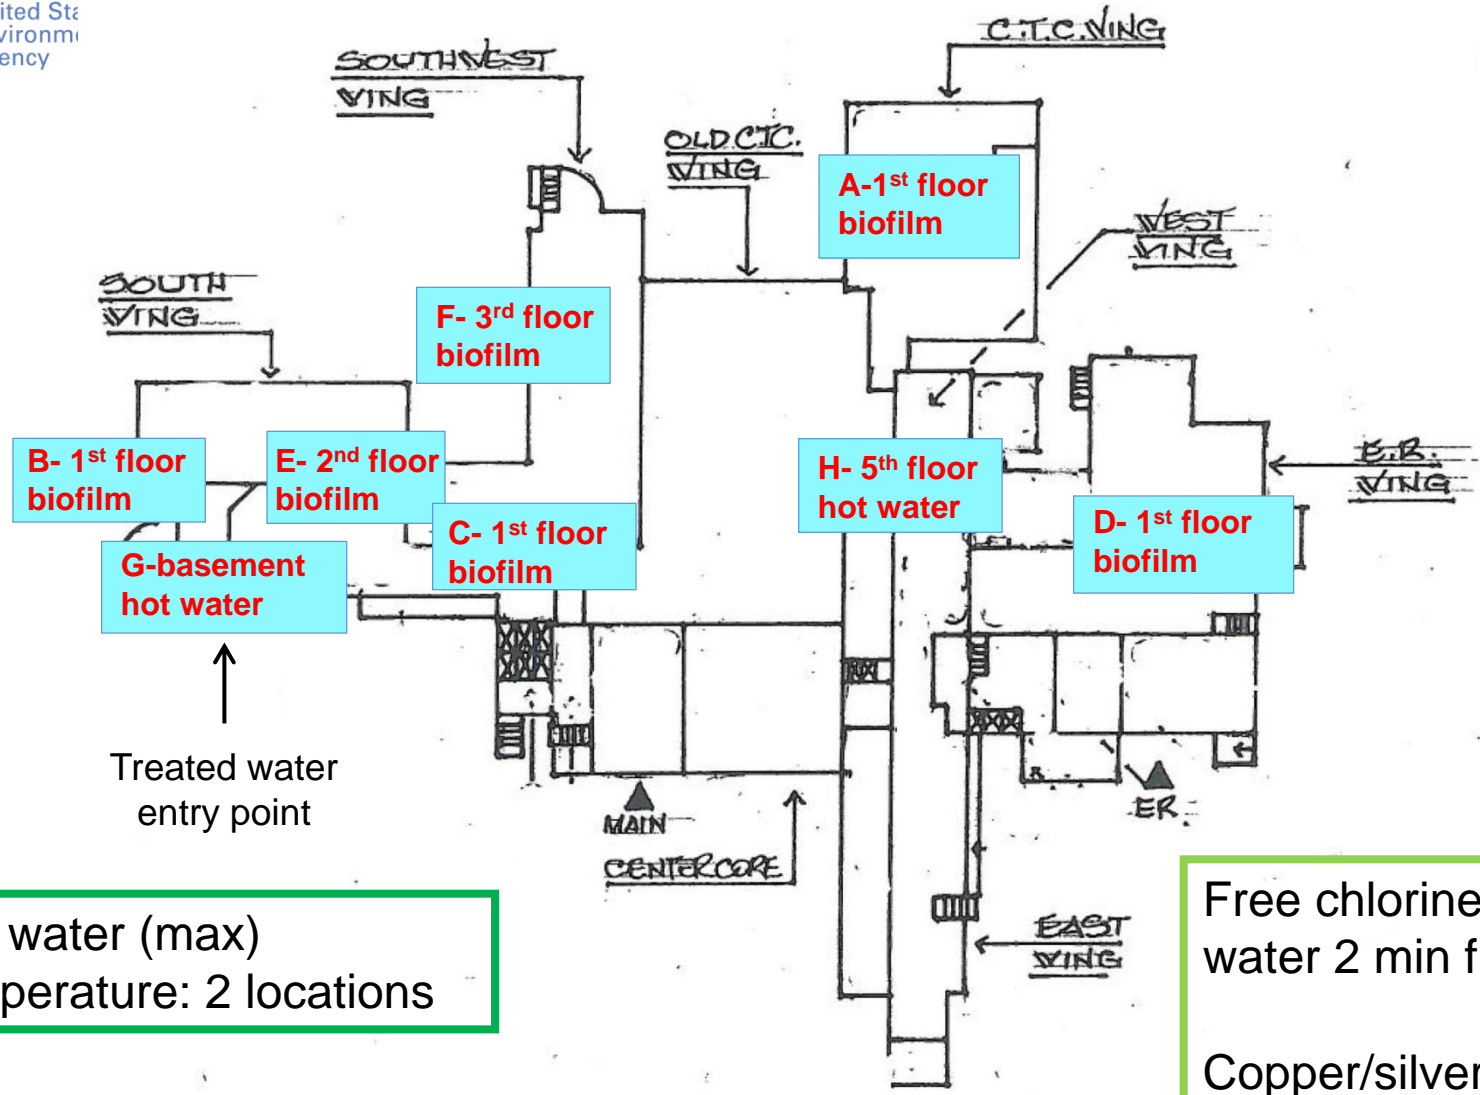 ited Sta
vironme
ency
C.T.C. WING
SOUTHWEST
WING
OLD C.T.C.
WING
A-1st floor
biofilm
WEST
WING
SOUTH
WING
F- 3rd floor
biofilm
B- 1st floor
biofilm
E- 2nd floor
biofilm
H- 5th floor
hot water
E.R.
WING
C- 1st floor
biofilm
D- 1st floor
biofilm
G-basement
hot water
Treated water
entry point
MAIN
ER.
CENTER CORE
water (max)
perature: 2 locations
EAST
WING
Free chlorine
water 2 min f
Copper/silver